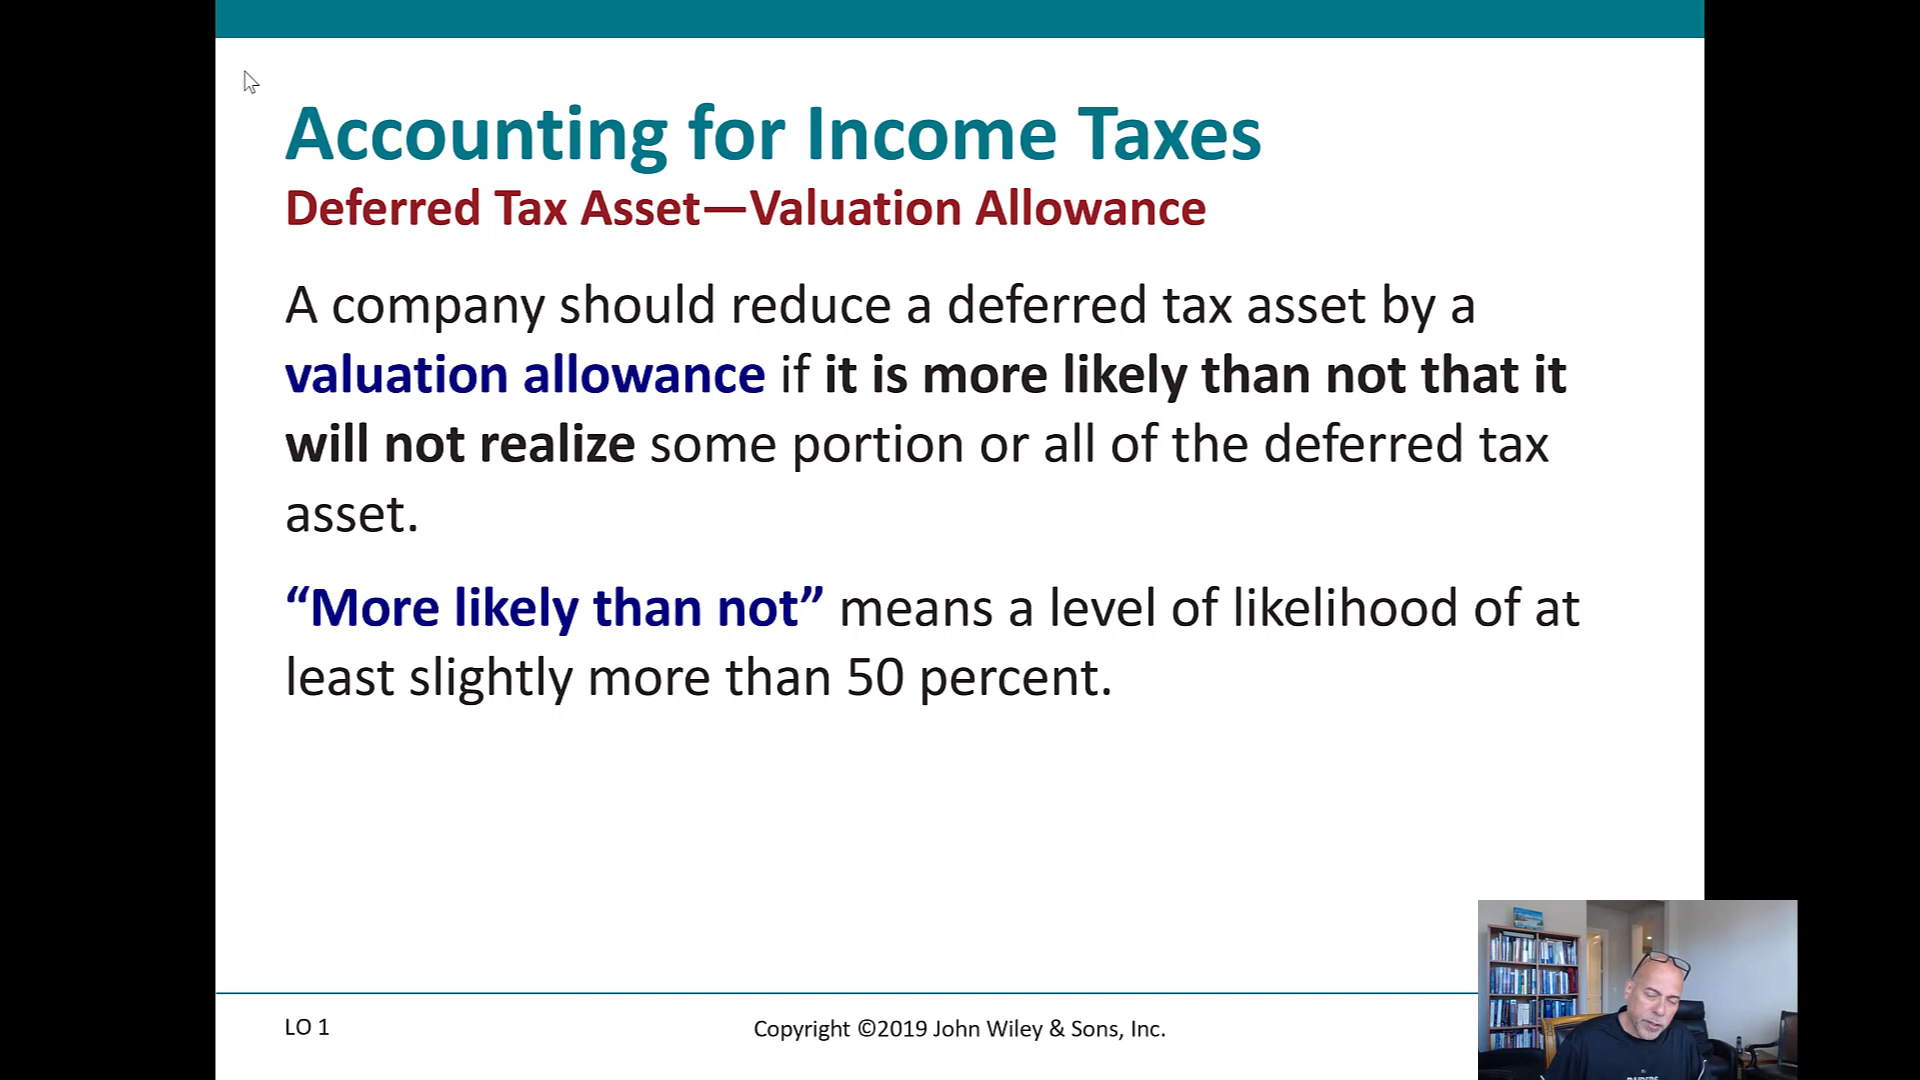 Accounting for Income Taxes
Deferred Tax Asset—Valuation Allowance
A company should reduce a deferred tax asset by a
valuation allowance if it is more likely than not that it
will not realize some portion or all of the deferred tax
asset.
“More likely than not” means a level of likelihood of at
least slightly more than 50 percent.
LO 1
Copyright ©2019 John Wiley & Sons, Inc.